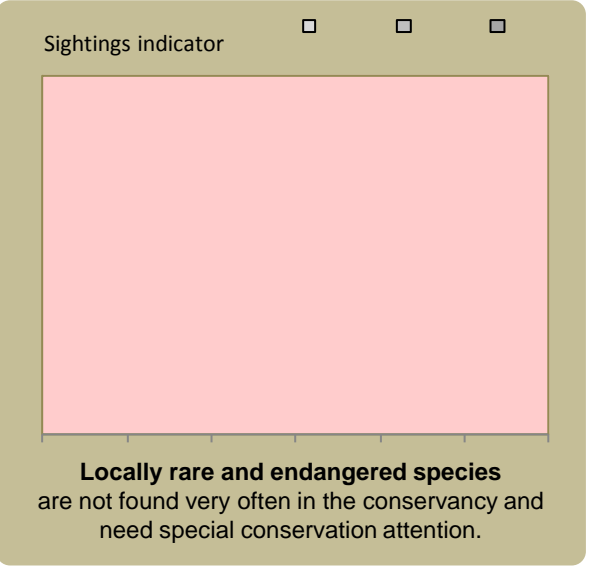 Sightings indicator
Locally rare and endangered species
are not found very often in the conservancy and
need special conservation attention.